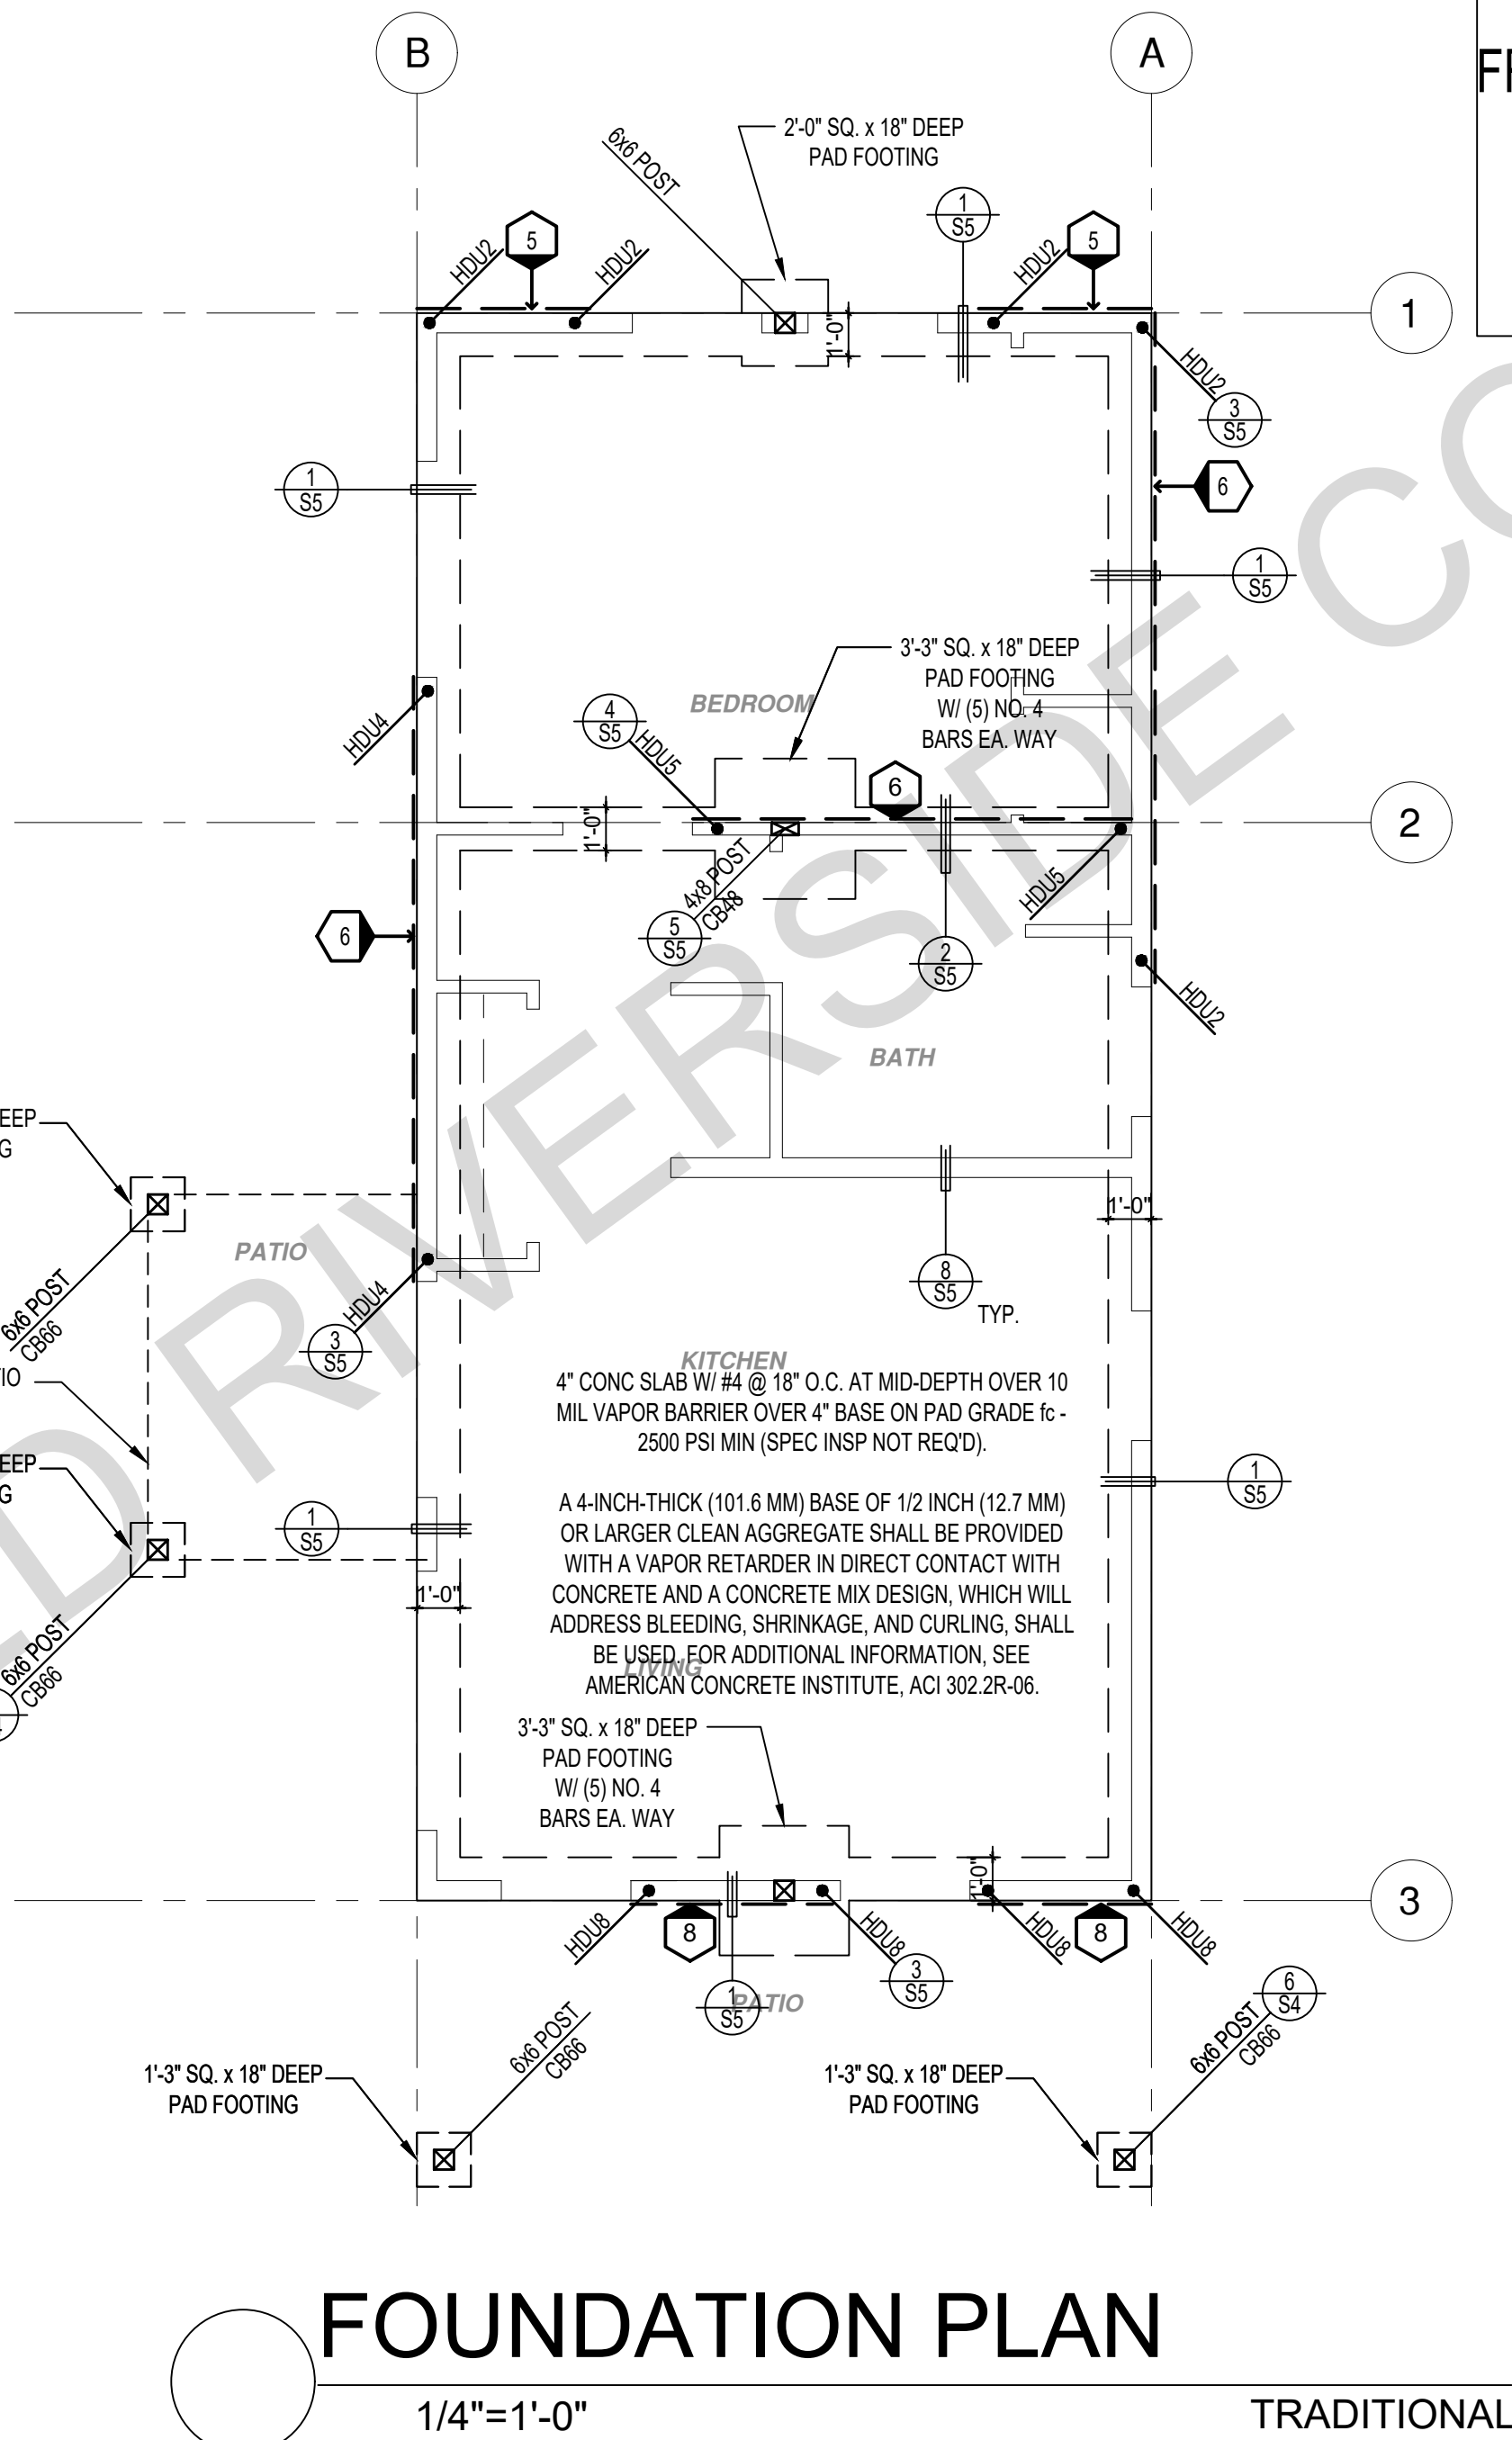 B
A
FF
2'-0" SQ. x 18" DEEP
PAD FOOTING
6x6 POST
1
S5
5
5
HDU2
HDU2
HDU2
1
1'-0"
HDU2
3
S5
1
S5
6
1
S5
3'-3" SQ. x 18" DEEP
PAD FOOTING
W/ (5) NO. 4
BARS EA. WAY
BEDROOM
4
S5
HDU5
HDU4
6
2
1'-0"
4x8 POST
CB48
5
S5
HDU5
6
2
S5
HDU2
BATH
EEP
G
PATIO
1'-0"
6x6 POST
CB66
HDU4
3
S5
8
S5
TYP.
TIO
KITCHEN
4" CONC SLAB W/ #4 @ 18" O.C. AT MID-DEPTH OVER 10
MIL VAPOR BARRIER OVER 4" BASE ON PAD GRADE fc -
2500 PSI MIN (SPEC INSP NOT REQ'D).
EEP
G
1
S5
1
S5
A 4-INCH-THICK (101.6 MM) BASE OF 1/2 INCH (12.7 MM)
OR LARGER CLEAN AGGREGATE SHALL BE PROVIDED
WITH A VAPOR RETARDER IN DIRECT CONTACT WITH
CONCRETE AND A CONCRETE MIX DESIGN, WHICH WILL
ADDRESS BLEEDING, SHRINKAGE, AND CURLING, SHALL
BE USED. FOR ADDITIONAL INFORMATION, SEE
AMERICAN CONCRETE INSTITUTE, ACI 302.2R-06.
1'-0"
LIVING
6x6 POST
CB66
3'-3" SQ. x 18" DEEP
PAD FOOTING
W/ (5) NO. 4
BARS EA. WAY
1'-0"
3
HDU8
8
HDU8
HDU8
8
HDU8
3
S5
1
S5
PATIO
6
S4
6x6 POST
CB66
6x6 POST
CB66
1'-3" SQ. x 18" DEEP
PAD FOOTING
1'-3" SQ. x 18" DEEP
PAD FOOTING
D RIVERSIDE CO
FOUNDATION PLAN
1/4"=1'-0"
TRADITIONAL